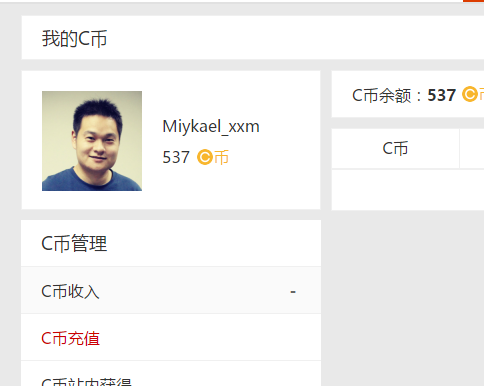 我的C币
Miykael_xxm
537 C币
C币管理
C币收入 -
C币充值
C币站内获得
C币余额：537 C币
C币